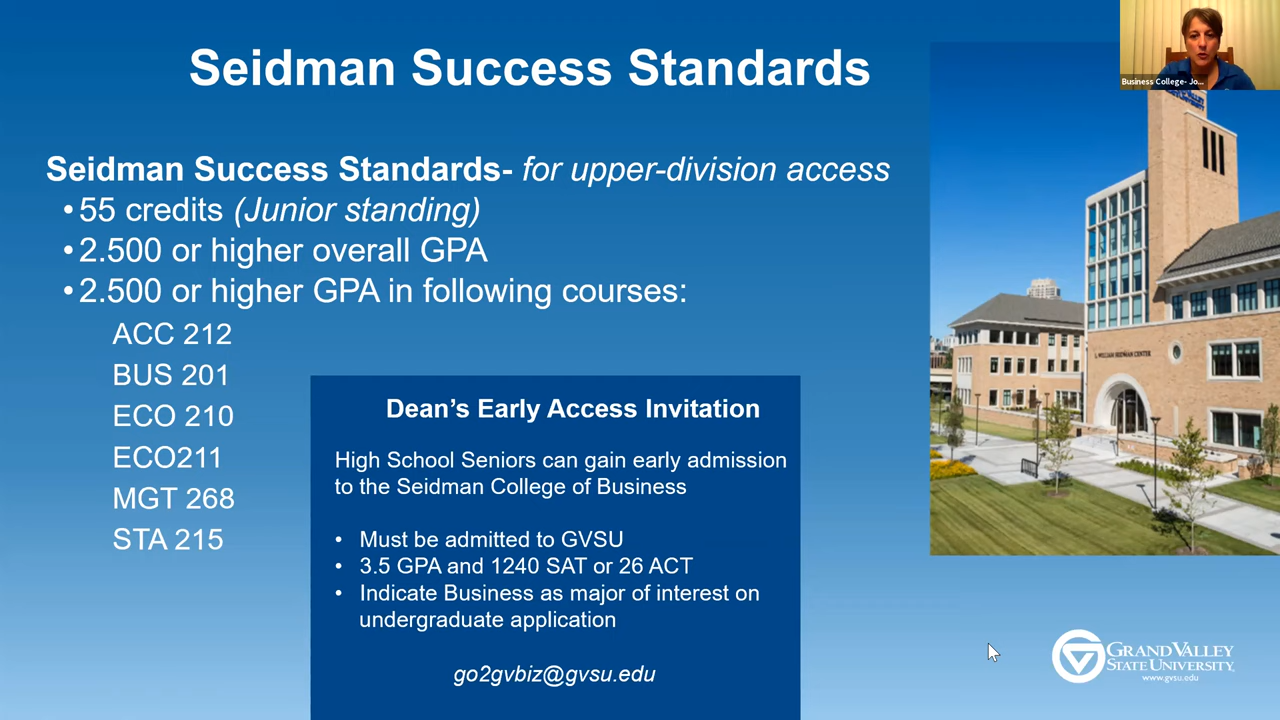 Seidman Success Standards
Business College- Jo...
Seidman Success Standards- for upper-division access
•55 credits (Junior standing)
•2.500 or higher overall GPA
•2.500 or higher GPA in following courses:
ACC 212
BUS 201
ECO 210
ECO211
MGT 268
STA 215
Dean’s Early Access Invitation
High School Seniors can gain early admission
to the Seidman College of Business
• Must be admitted to GVSU
• 3.5 GPA and 1240 SAT or 26 ACT
• Indicate Business as major of interest on
undergraduate application
go2gvbiz@gvsu.edu
L. WILLIAM SEIDMAN CENTER
GRAND VALLEY
STATE UNIVERSITY
www.gvsu.edu